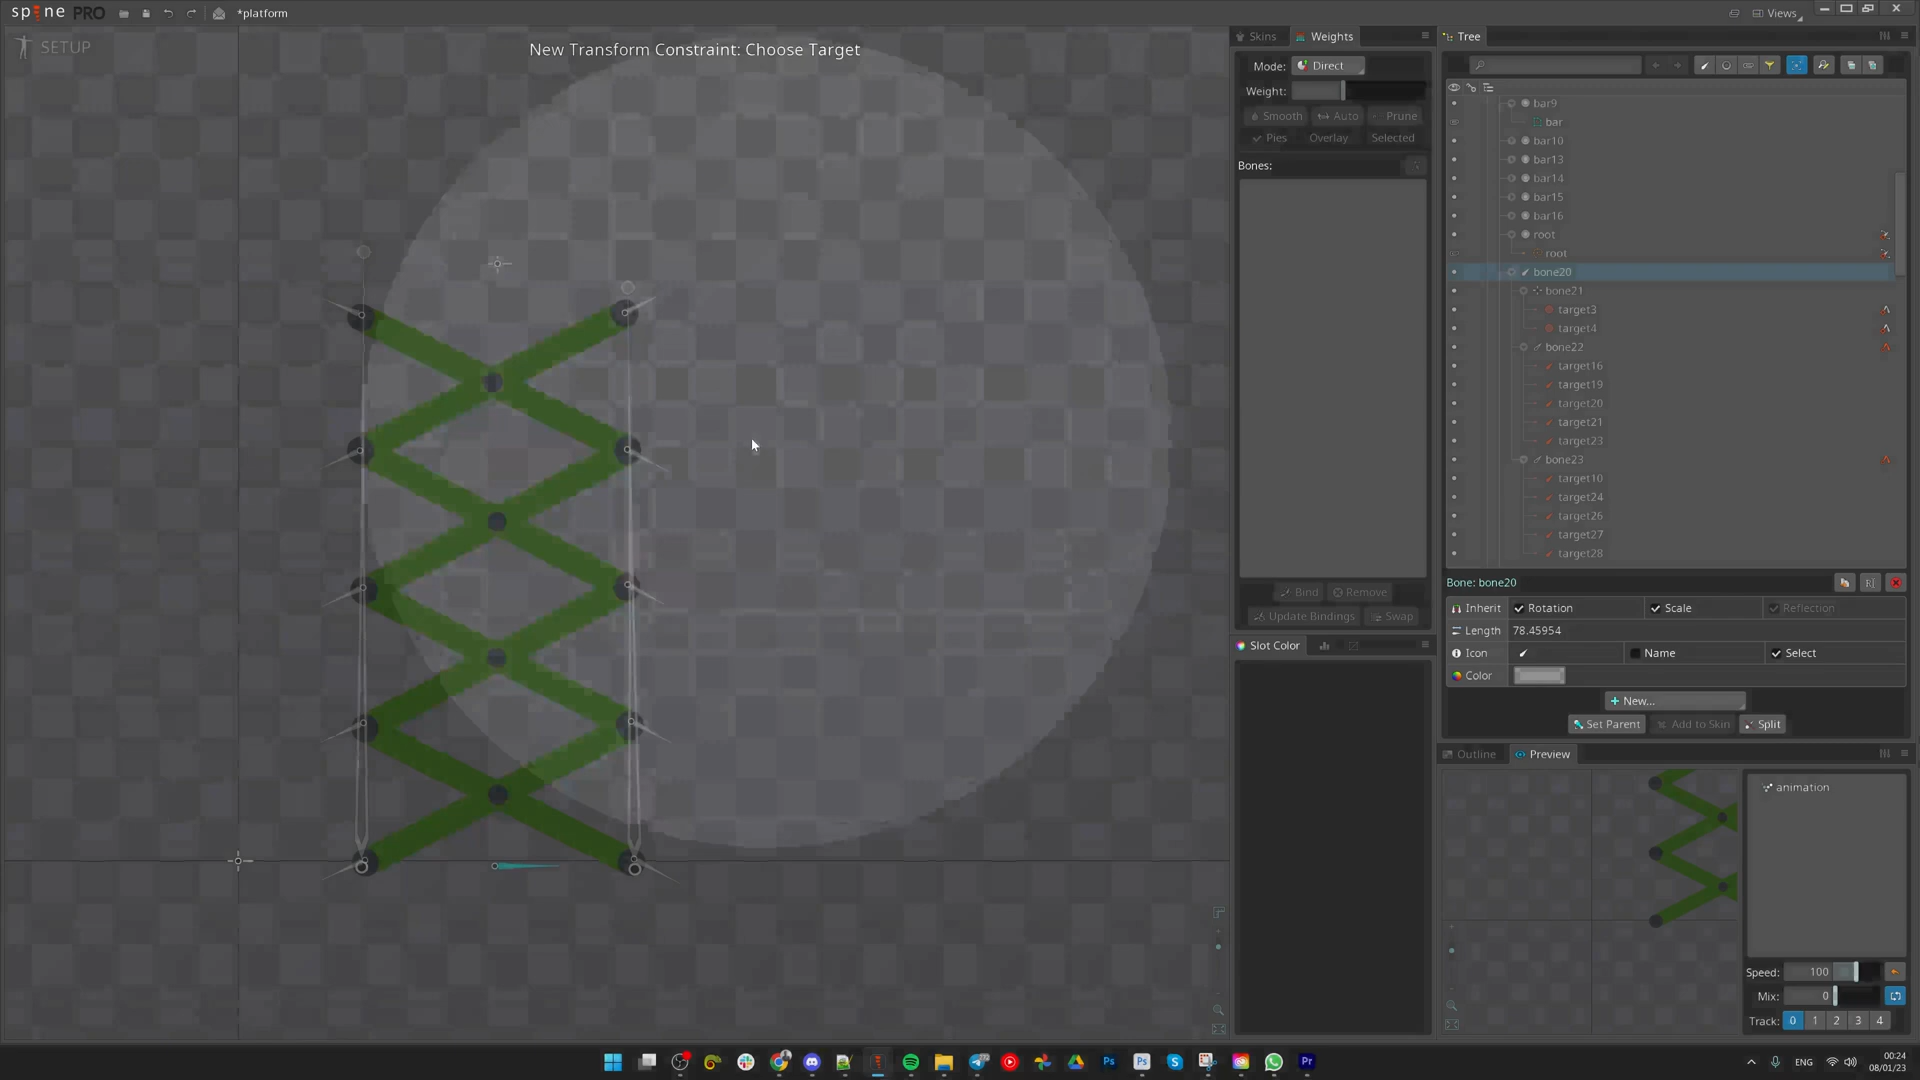 spine PRO
*platform
Views
SETUP
New Transform Constraint: Choose Target
Skins
Weights
Mode:
Direct
Weight:
Smooth
Auto
Prune
Pies
Overlay
Selected
Bones:
Bind
Remove
Update Bindings
Swap
Slot Color
Tree
bar9
bar
bar10
bar13
bar14
bar15
bar16
root
root
bone20
bone21
target3
target4
bone22
target16
target19
target20
target21
target23
bone23
target10
target24
target26
target27
target28
Bone: bone20
Inherit
Rotation
Scale
Reflection
Length
78.45954
Icon
Name
Select
Color
New...
Set Parent
Add to Skin
Split
Outline
Preview
animation
Speed:
100
Mix:
0
Track:
0
1
2
3
4
Ps
Ps
Pr
ENG
00:24
08/01/23